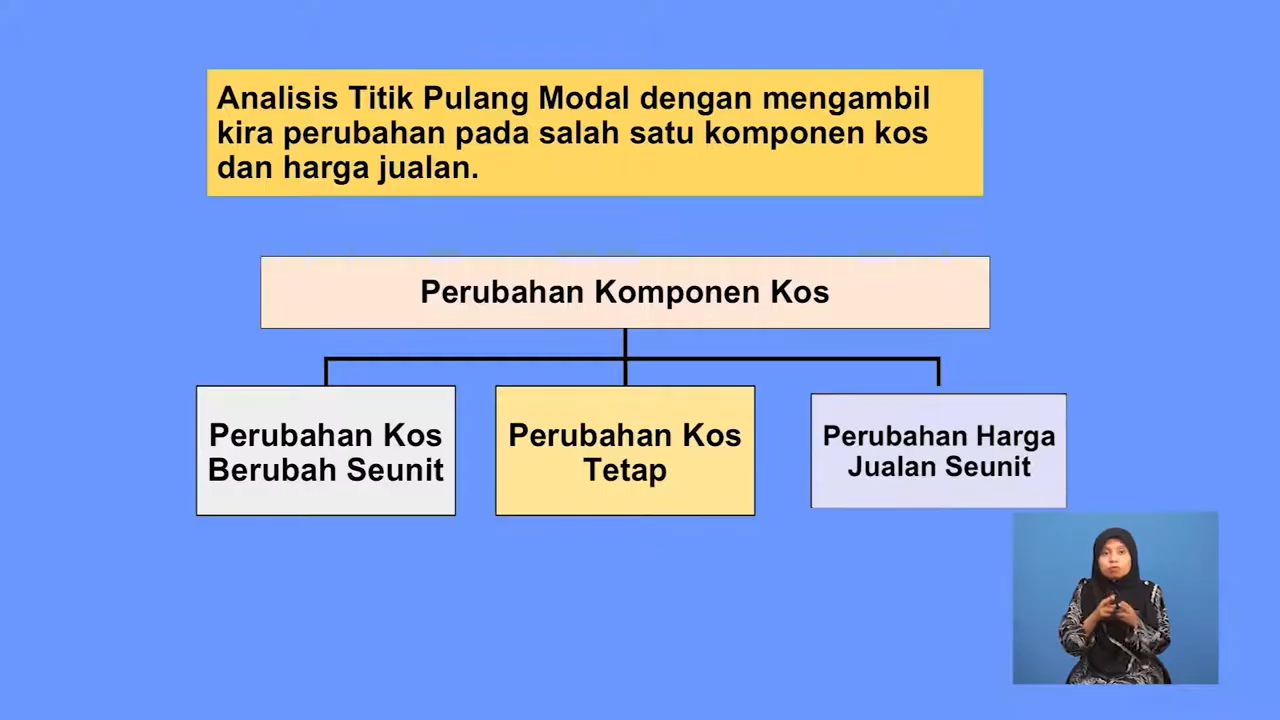 Analisis Titik Pulang Modal dengan mengambil
kira perubahan pada salah satu komponen kos
dan harga jualan.
Perubahan Komponen Kos
Perubahan Kos
Berubah Seunit
Perubahan Kos
Tetap
Perubahan Harga
Jualan Seunit